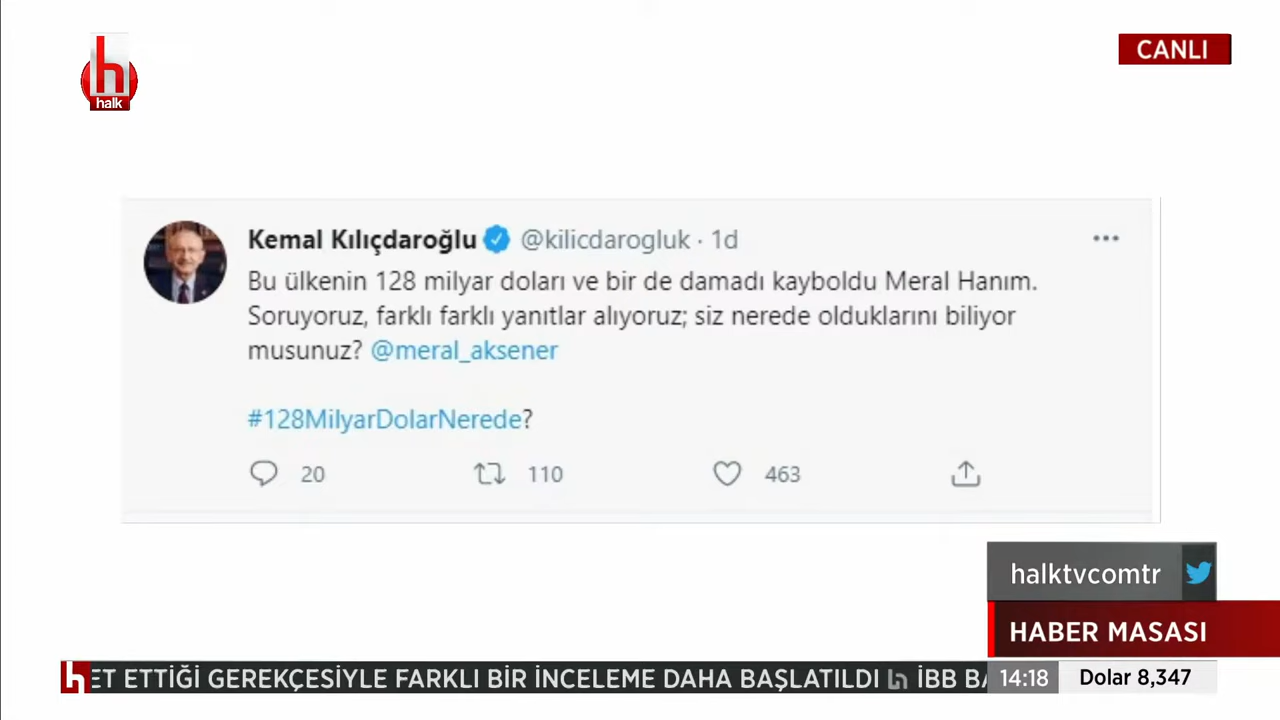 CANLI
h
halk
Kemal Kılıçdaroğlu @kilicdarogluk · 1d
Bu ülkenin 128 milyar doları ve bir de damadı kayboldu Meral Hanım.
Soruyoruz, farklı farklı yanıtlar alıyoruz; siz nerede olduklarını biliyor
musunuz? @meral_aksener
#128MilyarDolarNerede?
20 110 463
halktvcomtr
HABER MASASI
h ET ETTİĞİ GEREKÇESİYLE FARKLI BİR İNCELEME DAHA BAŞLATILDI h İBB BA 14:18 Dolar 8,347